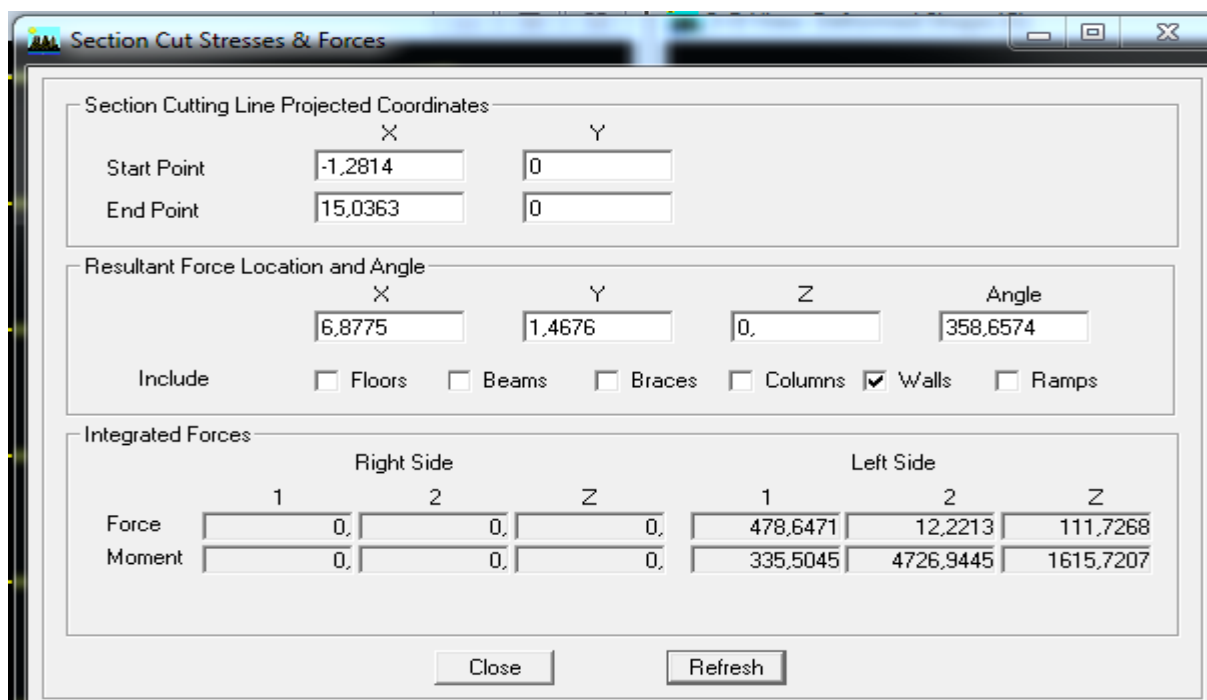 Section Cut Stresses & Forces
Section Cutting Line Projected Coordinates
X Y
Start Point -1,2814 0
End Point 15,0363 0
Resultant Force Location and Angle
X Y Z Angle
6,8775 1,4676 0, 358,6574
Include Floors Beams Braces Columns Walls Ramps
Integrated Forces
Right Side Left Side
1 2 Z 1 2 Z
Force 0, 0, 0, 478,6471 12,2213 111,7268
Moment 0, 0, 0, 335,5045 4726,9445 1615,7207
Close Refresh